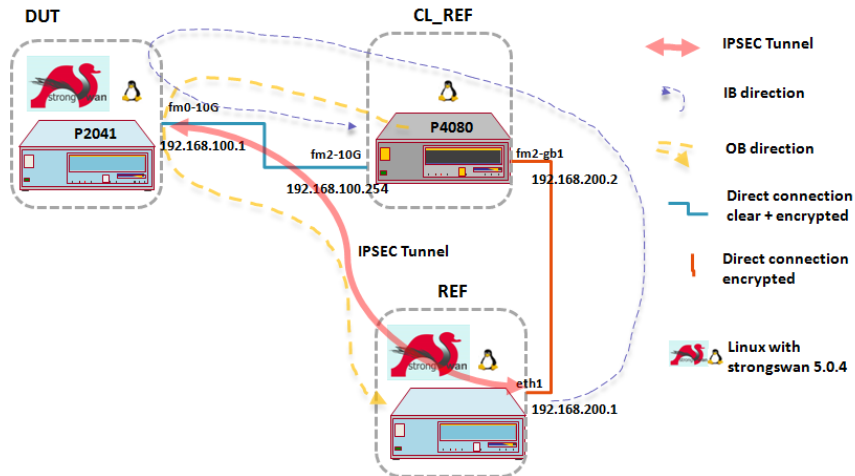 DUT
CL_REF
strongswan
fm0-10G
P2041
192.168.100.1
P4080
fm2-10G
fm2-gb1
192.168.100.254
192.168.200.2
IPSEC Tunnel
REF
strongswan
eth1
192.168.200.1
IPSEC Tunnel
IB direction
OB direction
Direct connection
clear + encrypted
Direct connection
encrypted
Linux with
strongswan 5.0.4